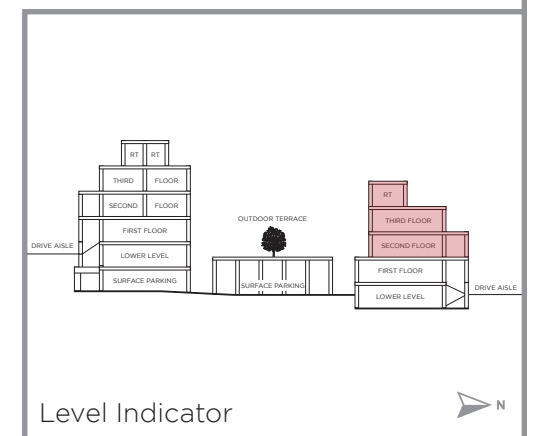 RT RT
THIRD FLOOR
SECOND FLOOR
FIRST FLOOR
DRIVE AISLE
LOWER LEVEL
SURFACE PARKING
OUTDOOR TERRACE
SURFACE PARKING
RT
THIRD FLOOR
SECOND FLOOR
FIRST FLOOR
DRIVE AISLE
LOWER LEVEL
Level Indicator
N